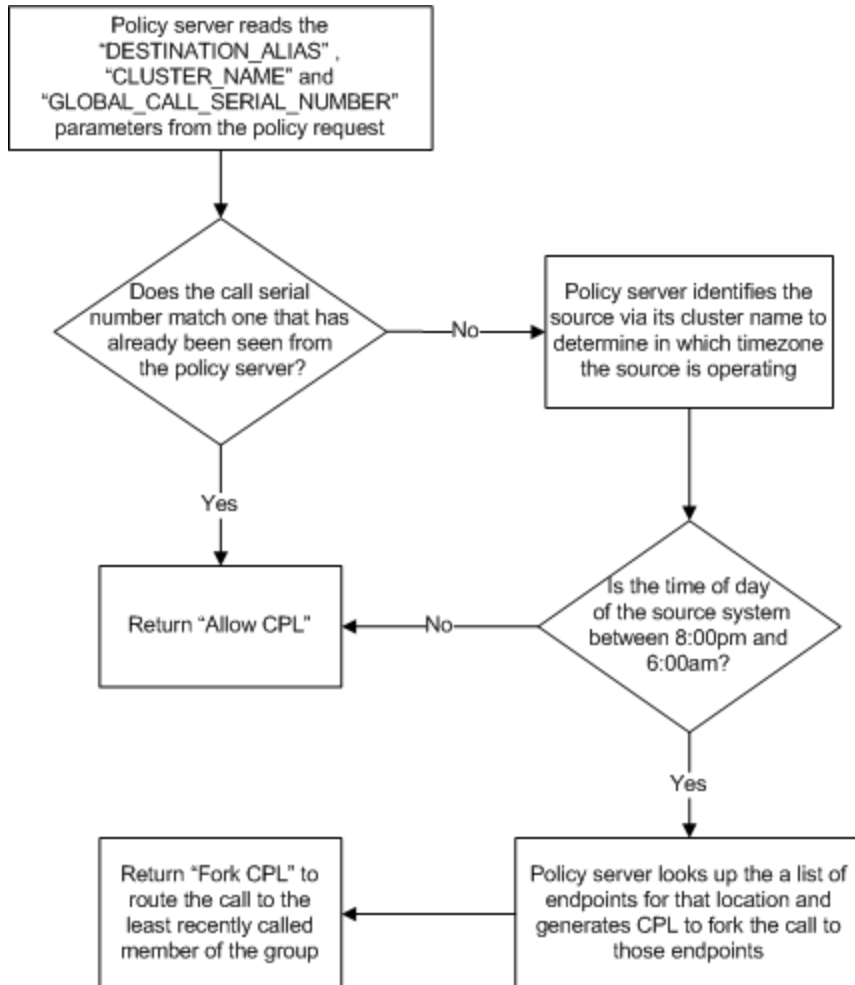 Policy server reads the
“DESTINATION_ALIAS” ,
“CLUSTER_NAME” and
“GLOBAL_CALL_SERIAL_NUMBER”
parameters from the policy request
Does the call serial
number match one that has
already been seen from
the policy server?
No
Policy server identifies the
source via its cluster name to
determine in which timezone
the source is operating
Yes
Return “Allow CPL”
No
Is the time of day
of the source system
between 8:00pm and
6:00am?
Yes
Return “Fork CPL” to
route the call to the
least recently called
member of the group
Policy server looks up the a list of
endpoints for that location and
generates CPL to fork the call to
those endpoints